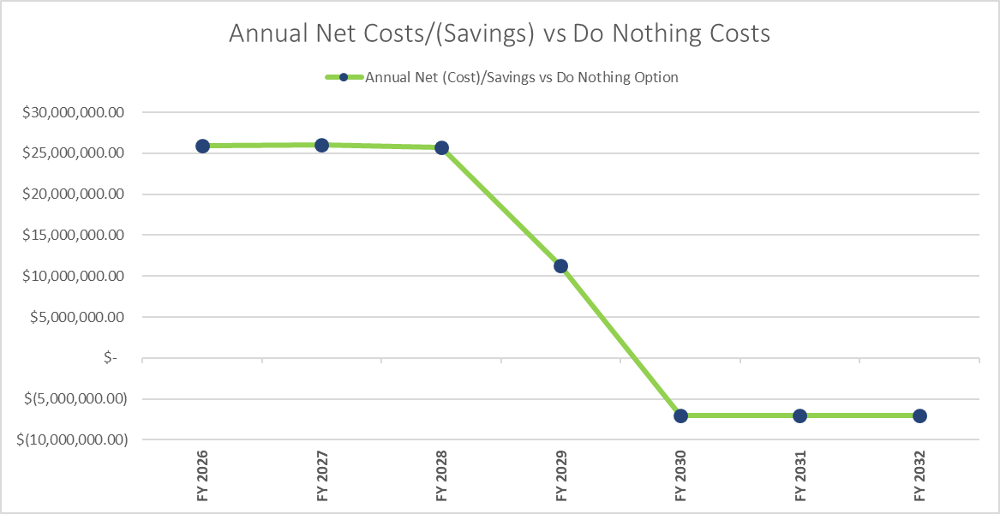 Annual Net Costs/(Savings) vs Do Nothing Costs
Annual Net (Cost)/Savings vs Do Nothing Option
$30,000,000.00
$25,000,000.00
$20,000,000.00
$15,000,000.00
$10,000,000.00
$5,000,000.00
$-
$(5,000,000.00)
$(10,000,000.00)
FY 2026
FY 2027
FY 2028
FY 2029
FY 2030
FY 2031
FY 2032